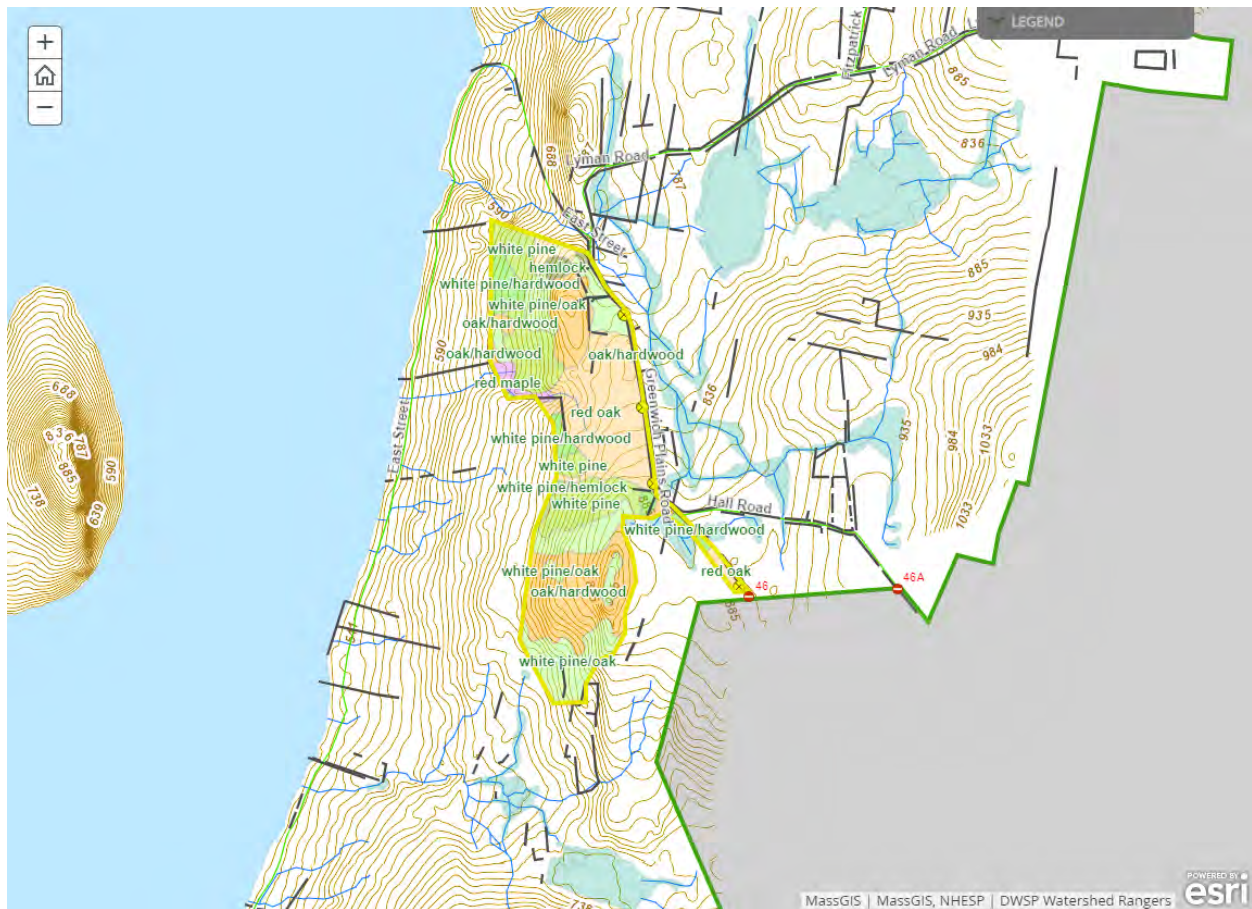 +
−
LEGEND
Fitzpatrick
Lyman Road
885
836
688
787
Lyman Road
590
East Street
white pine
hemlock
white pine/hardwood
white pine/oak
oak/hardwood
885
935
984
590
oak/hardwood
oak/hardwood
red maple
688
787
590
885
738
639
red oak
Greenwich Plains Road
836
East Street
white pine/hardwood
935
984
1033
white pine
white pine/hemlock
white pine
Hall Road
1033
white pine/hardwood
white pine/oak
red oak
oak/hardwood
46
46A
885
541
white pine/oak
738
MassGIS | MassGIS, NHESP | DWSP Watershed Rangers
POWERED BY
esri